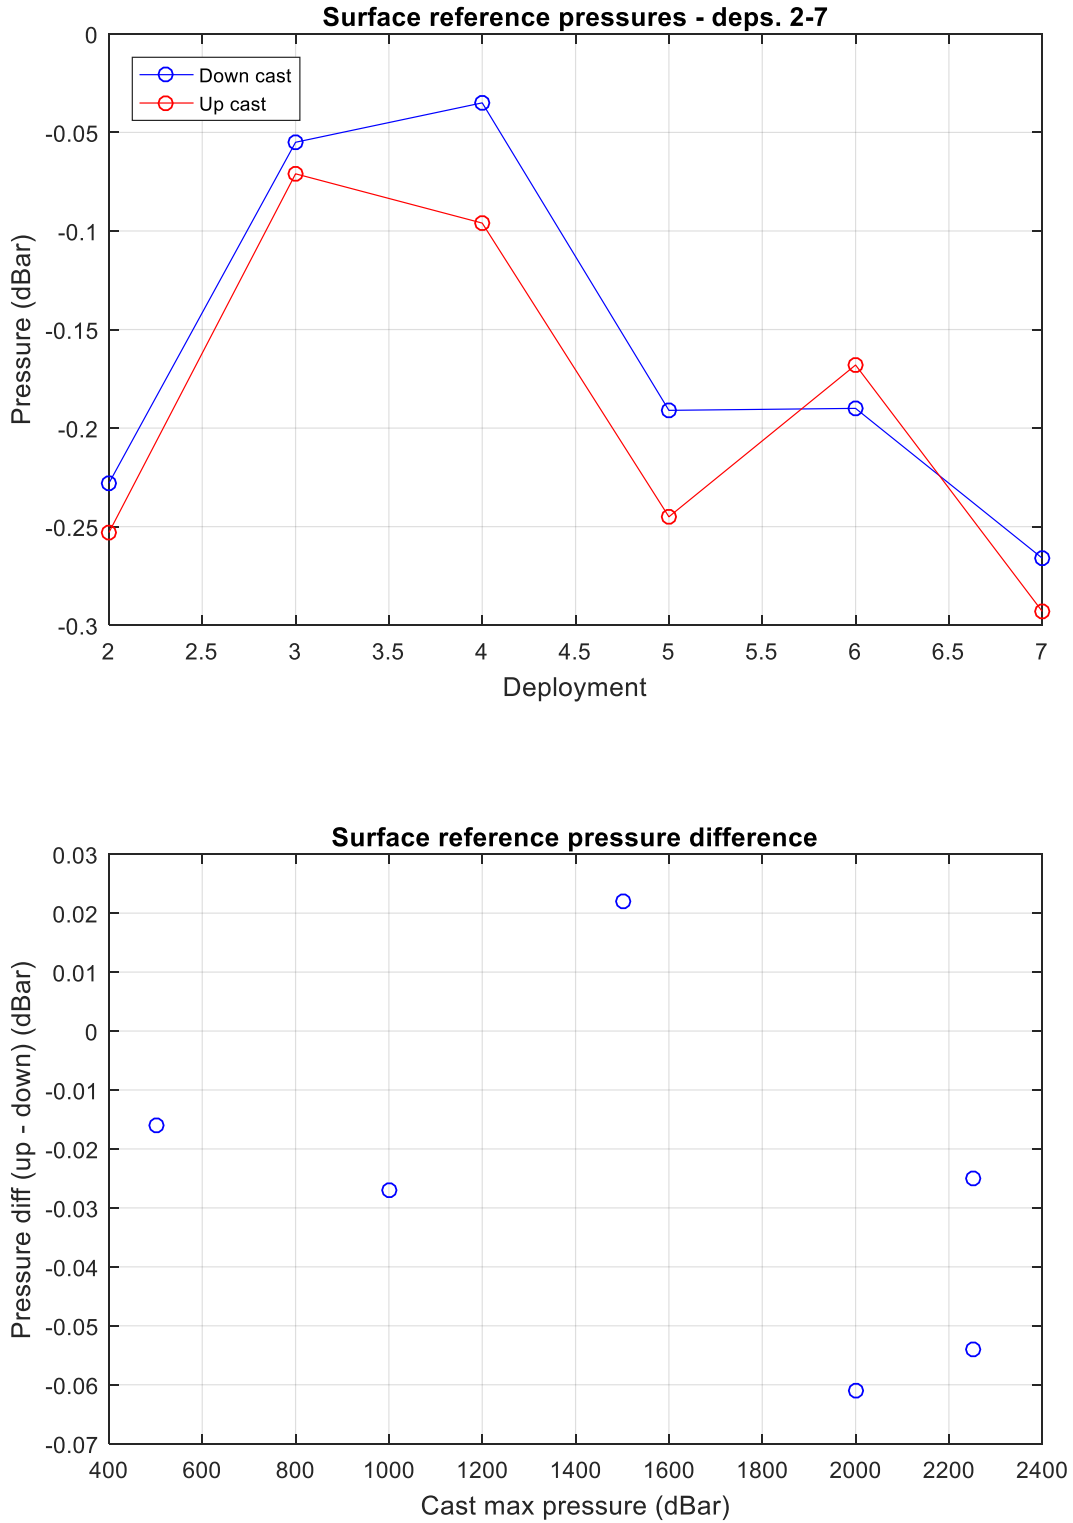 Surface reference pressures - deps. 2-7
Down cast
Up cast
Pressure (dBar)
0
-0.05
-0.1
-0.15
-0.2
-0.25
-0.3
2 2.5 3 3.5 4 4.5 5 5.5 6 6.5 7
Deployment
Surface reference pressure difference
Pressure diff (up - down) (dBar)
0.03
0.02
0.01
0
-0.01
-0.02
-0.03
-0.04
-0.05
-0.06
-0.07
400 600 800 1000 1200 1400 1600 1800 2000 2200 2400
Cast max pressure (dBar)